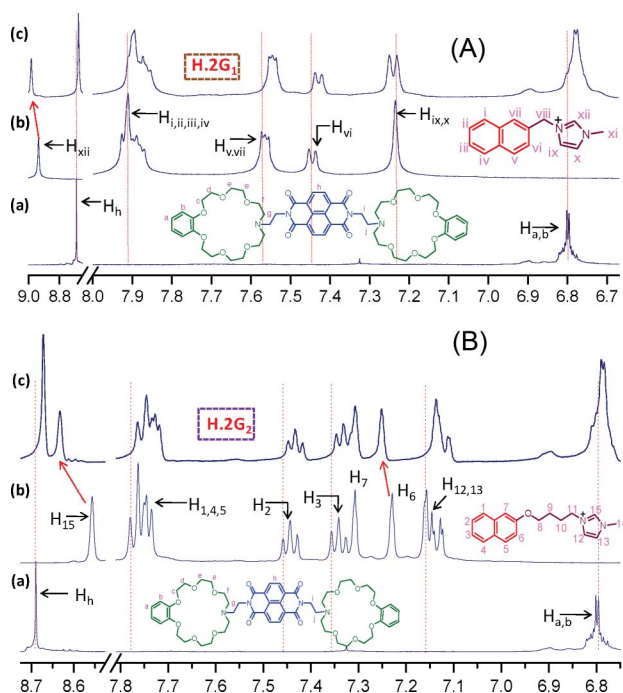 (A)
(c)
H.2G1
(b)
Hi,ii,iii,iv
Hxii
Hv.vii
Hvi
Hix,x
i
ii
iii
iv
v
vi
vii
viii
ix
x
xi
xii
N
+
N
(a)
Hh
a
b
c
d
e
e
g
h
i
j
O
O
O
O
O
N
N
O
O
N
O
O
N
O
O
O
O
O
Ha,b
9.0 8.8 8.0 7.9 7.8 7.7 7.6 7.5 7.4 7.3 7.2 7.1 7.0 6.9 6.8 6.7
(B)
(c)
H.2G2
(b)
H15
H1,4,5
H2
H3
H7
H6
H12,13
1
2
3
4
5
6
7
8
9
10
11
12
13
14
15
O
N
+
N
(a)
Hh
a
b
c
d
e
e
f
g
h
i
j
O
O
O
O
O
N
N
O
O
N
O
O
N
O
O
O
O
O
Ha,b
8.7 8.6 7.8 7.7 7.6 7.5 7.4 7.3 7.2 7.1 7.0 6.9 6.8